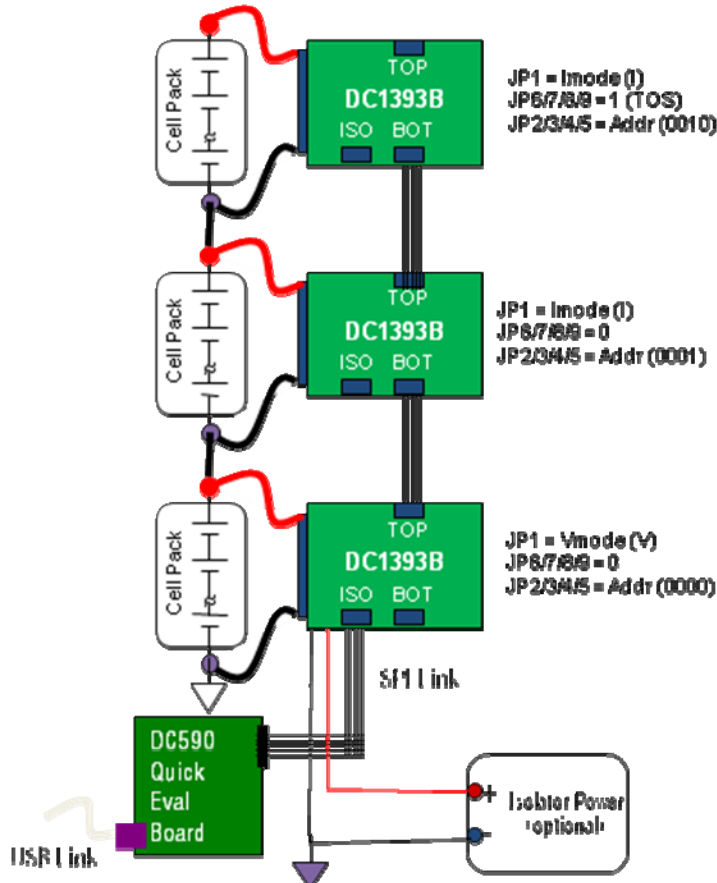 Cell Pack
TOP
DC1393B
ISO BOT
JP1 = Imode (I)
JP6/7/8/9 = 1 (TOS)
JP2/3/4/5 = Addr (0010)
Cell Pack
TOP
DC1393B
ISO BOT
JP1 = Imode (I)
JP6/7/8/9 = 0
JP2/3/4/5 = Addr (0001)
Cell Pack
TOP
DC1393B
ISO BOT
JP1 = Vmode (V)
JP6/7/8/9 = 0
JP2/3/4/5 = Addr (0000)
SPI Link
DC590
Quick
Eval
Board
USB Link
+
-
Isolator Power
(optional)